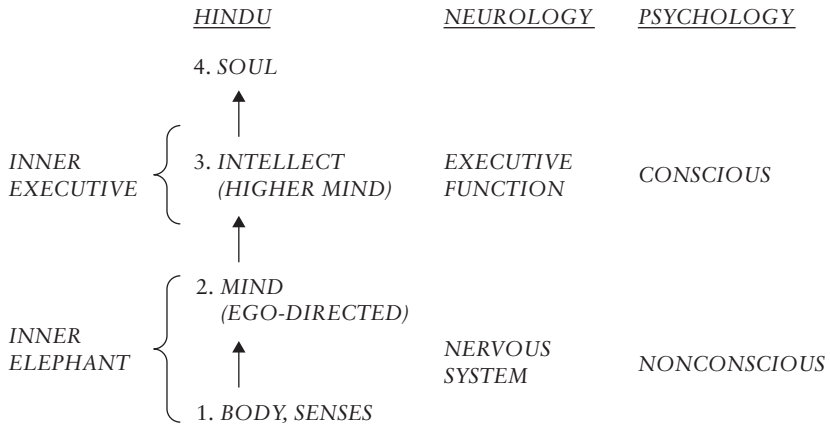 HINDU NEUROLOGY PSYCHOLOGY
4. SOUL
INNER EXECUTIVE
3. INTELLECT (HIGHER MIND)
EXECUTIVE FUNCTION
CONSCIOUS
2. MIND (EGO-DIRECTED)
INNER ELEPHANT
NERVOUS SYSTEM
NONCONSCIOUS
1. BODY, SENSES